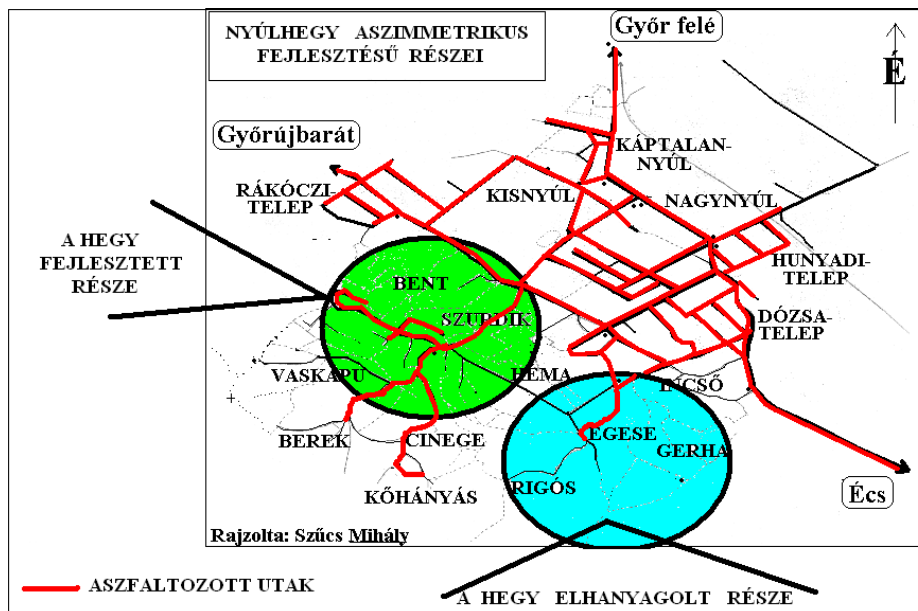 NYÚLHEGY ASZIMMETRIKUS
FEJLESZTÉSŰ RÉSZEI
Győr felé
É
Győrújbarát
KÁPTALAN-
NYÚL
RÁKÓCZI-
TELEP
KISNYÚL
NAGYNYÚL
A HEGY
FEJLESZTETT
RÉSZE
HUNYADI-
TELEP
BENT
SZURDIK
DÓZSA-
TELEP
VASKAPU
HÉMA
INCSŐ
BEREK
CINEGE
EGESE
GERHA
KŐHÁNYÁS
RIGÓS
Écs
Rajzolta: Szűcs Mihály
ASZFALTOZOTT UTAK
A HEGY ELHANYAGOLT RÉSZE